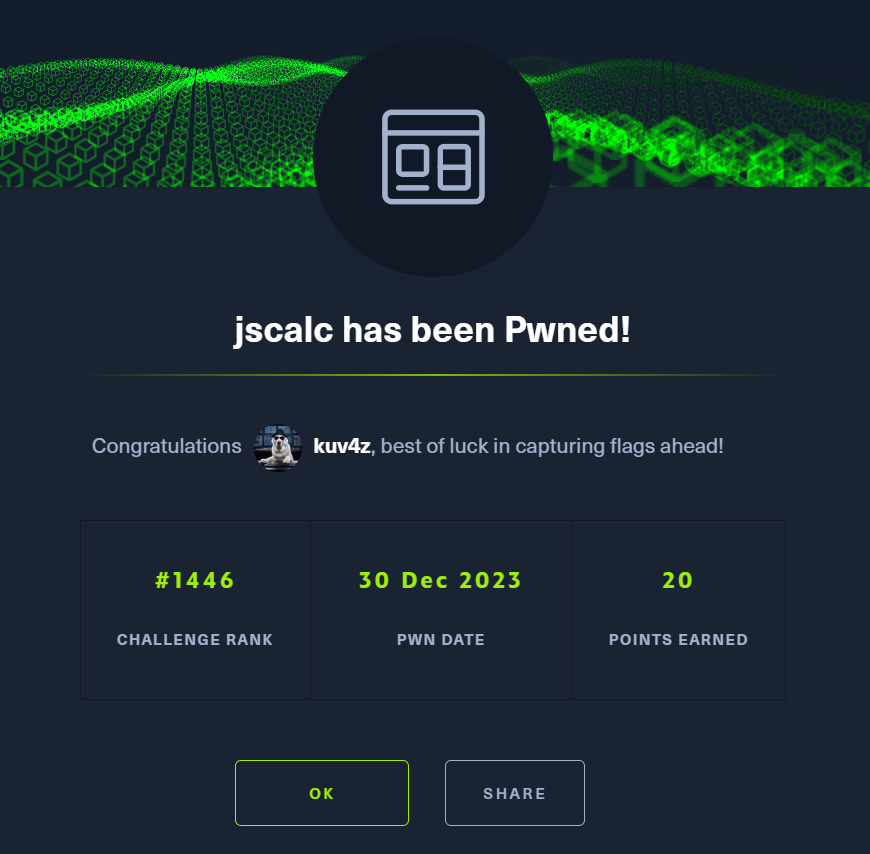 jscalc has been Pwned!
Congratulations kuv4z, best of luck in capturing flags ahead!
#1446 30 Dec 2023 20
CHALLENGE RANK PWN DATE POINTS EARNED
OK SHARE